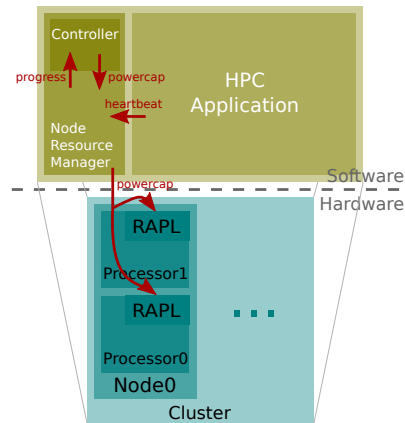 Controller
progress
powercap
HPC
Application
heartbeat
Node
Resource
Manager
Software
powercap
Hardware
RAPL
Processor1
...
RAPL
Processor0
Node0
Cluster